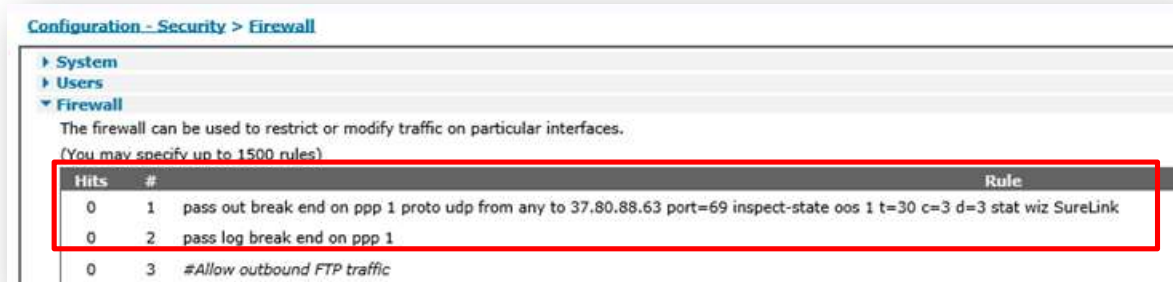 Configuration - Security > Firewall
System
Users
Firewall
The firewall can be used to restrict or modify traffic on particular interfaces.
(You may specify up to 1500 rules)
Hits # Rule
0 1 pass out break end on ppp 1 proto udp from any to 37.80.88.63 port=69 inspect-state oos 1 t=30 c=3 d=3 stat wiz SureLink
0 2 pass log break end on ppp 1
0 3 #Allow outbound FTP traffic